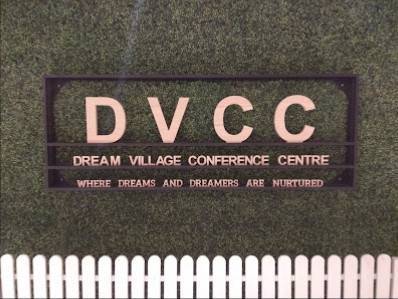 DVCC
DREAM VILLAGE CONFERENCE CENTRE
WHERE DREAMS AND DREAMERS ARE NURTURED